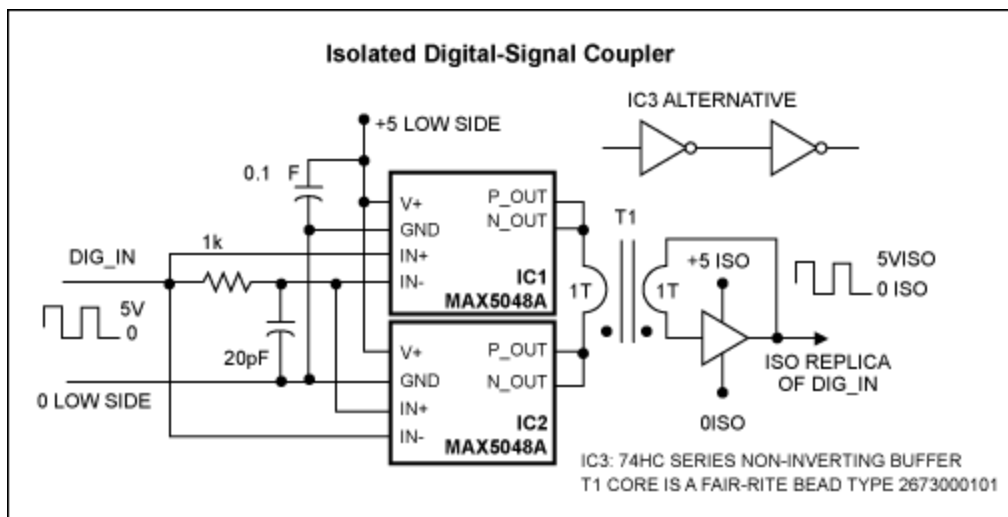 Isolated Digital-Signal Coupler
IC3 ALTERNATIVE
+5 LOW SIDE
0.1 F
V+
GND
IN+
IN-
P_OUT
N_OUT
IC1
MAX5048A
T1
1T
1T
+5 ISO
5VISO
0 ISO
DIG_IN
1k
5V
0
20pF
0 LOW SIDE
V+
GND
IN+
IN-
P_OUT
N_OUT
IC2
MAX5048A
0ISO
ISO REPLICA
OF DIG_IN
IC3: 74HC SERIES NON-INVERTING BUFFER
T1 CORE IS A FAIR-RITE BEAD TYPE 2673000101